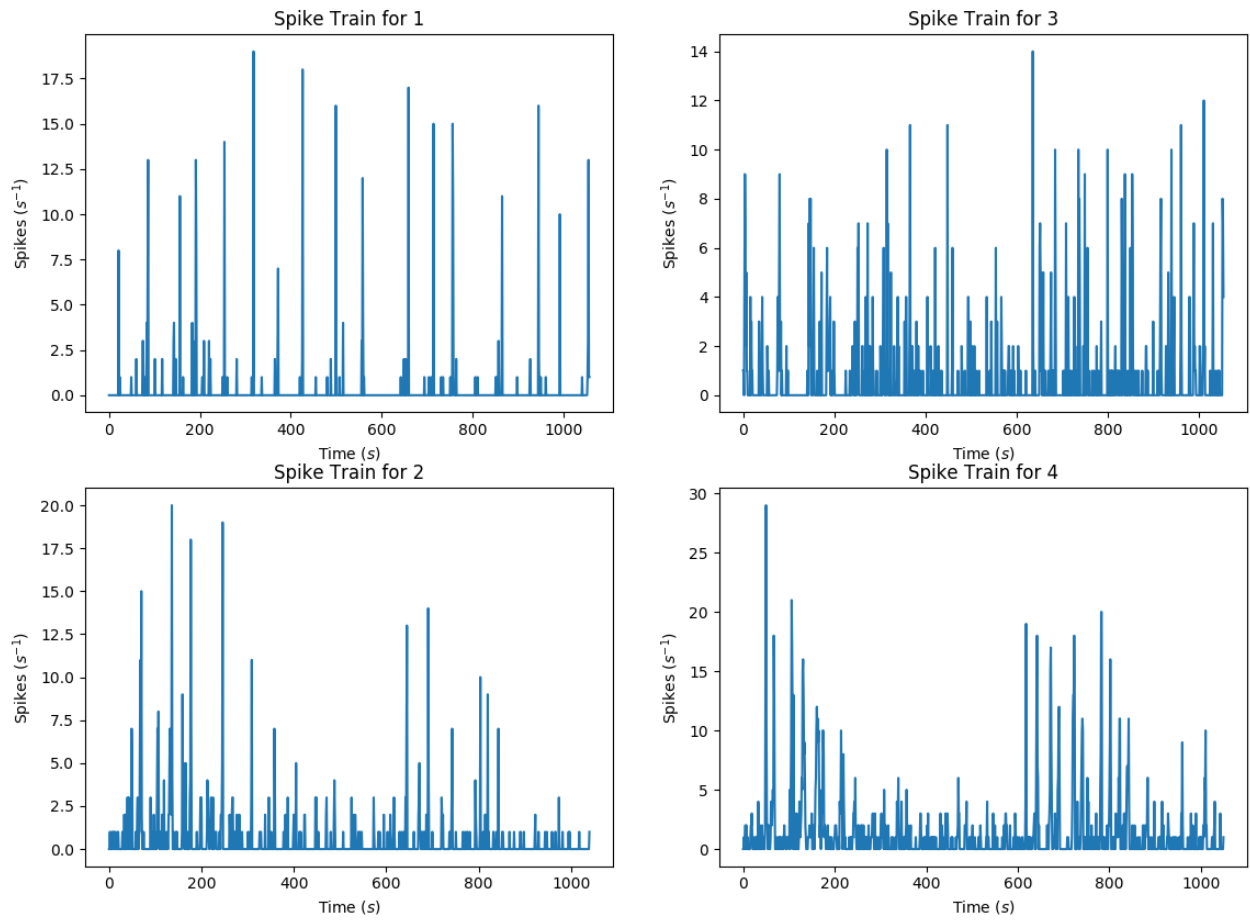 Spike Train for 1
17.5
15.0
12.5
10.0
7.5
5.0
2.5
0.0
Spikes (s⁻¹)
0 200 400 600 800 1000
Time (s)
Spike Train for 3
14
12
10
8
6
4
2
0
Spikes (s⁻¹)
0 200 400 600 800 1000
Time (s)
Spike Train for 2
20.0
17.5
15.0
12.5
10.0
7.5
5.0
2.5
0.0
Spikes (s⁻¹)
0 200 400 600 800 1000
Time (s)
Spike Train for 4
30
25
20
15
10
5
0
Spikes (s⁻¹)
0 200 400 600 800 1000
Time (s)